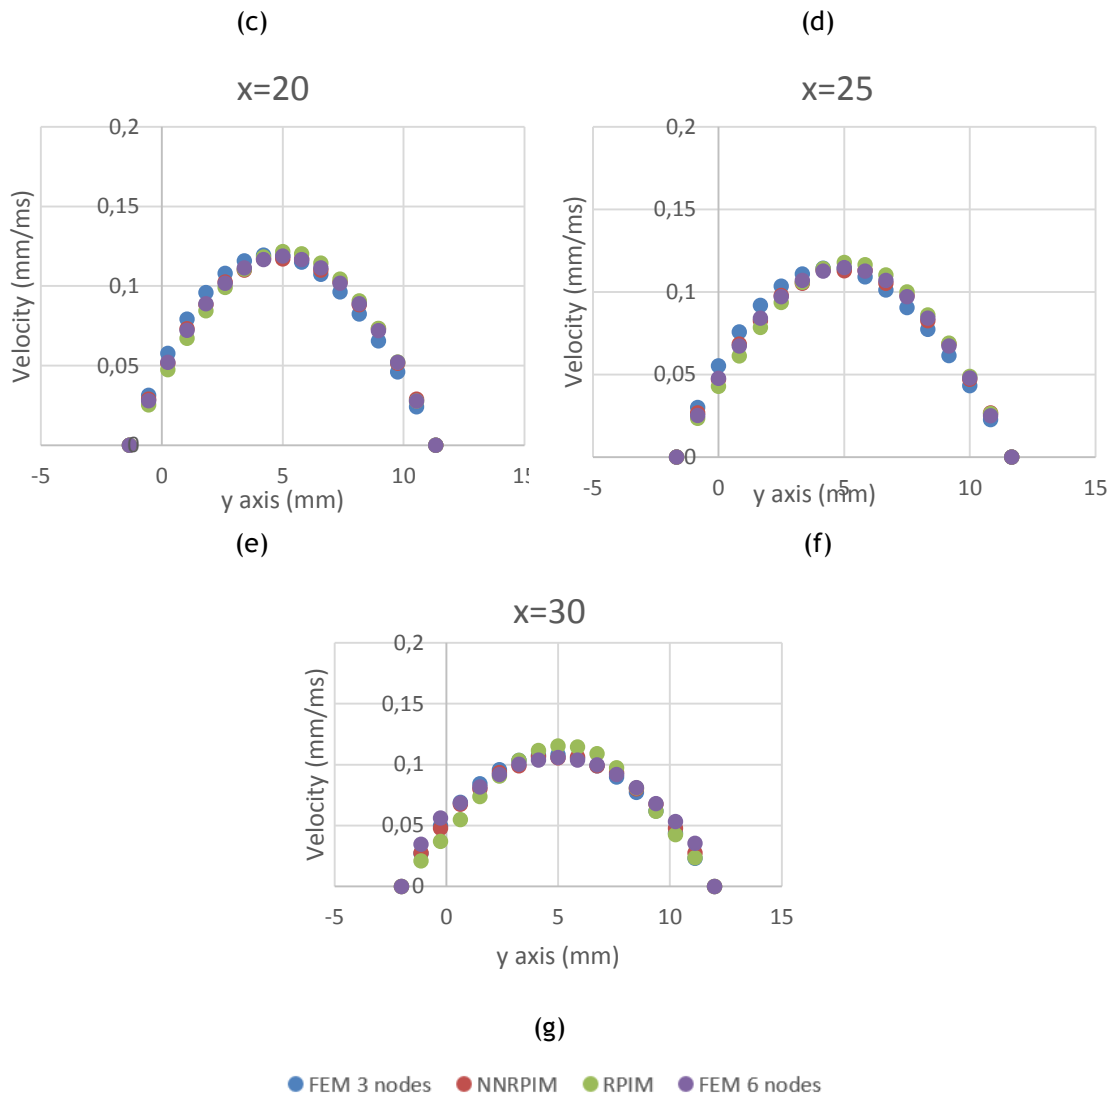 (c)
(d)
x=20
0,2
0,15
0,1
0,05
0
-5
0
5
10
15
Velocity (mm/ms)
y axis (mm)
x=25
0,2
0,15
0,1
0,05
0
-5
0
5
10
15
Velocity (mm/ms)
y axis (mm)
(e)
(f)
x=30
0,2
0,15
0,1
0,05
0
-5
0
5
10
15
Velocity (mm/ms)
y axis (mm)
(g)
FEM 3 nodes NNRPIM RPIM FEM 6 nodes